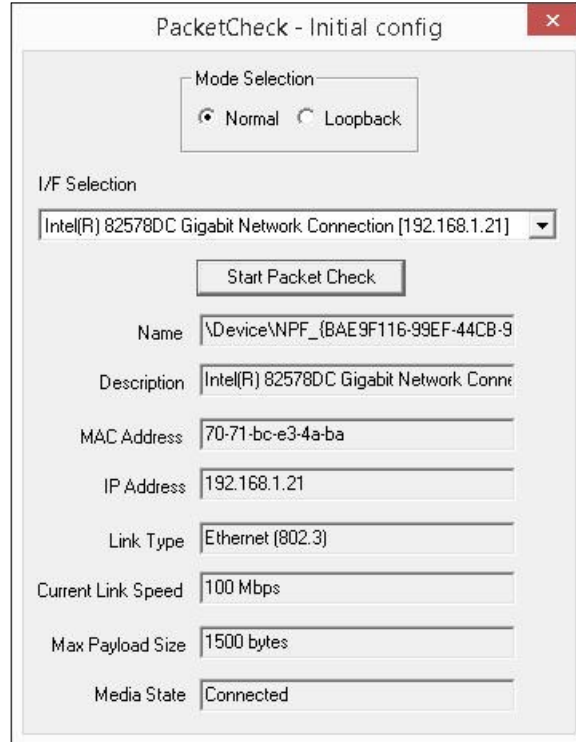 PacketCheck - Initial config
Mode Selection
Normal Loopback
I/F Selection
Intel(R) 82578DC Gigabit Network Connection [192.168.1.21]
Start Packet Check
Name \Device\NPF_{BAE9F116-99EF-44CB-9
Description Intel(R) 82578DC Gigabit Network Conne
MAC Address 70-71-bc-e3-4a-ba
IP Address 192.168.1.21
Link Type Ethernet (802.3)
Current Link Speed 100 Mbps
Max Payload Size 1500 bytes
Media State Connected